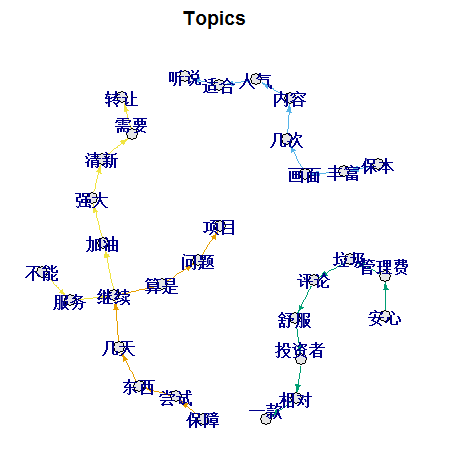 Topics
听说
适合
人气
内容
几次
画面
丰富
保本
转让
需要
清新
强大
加油
不能
服务
继续
算是
问题
项目
几天
东西
尝试
保障
垃圾
管理费
评论
安心
舒服
投资者
相对
一款